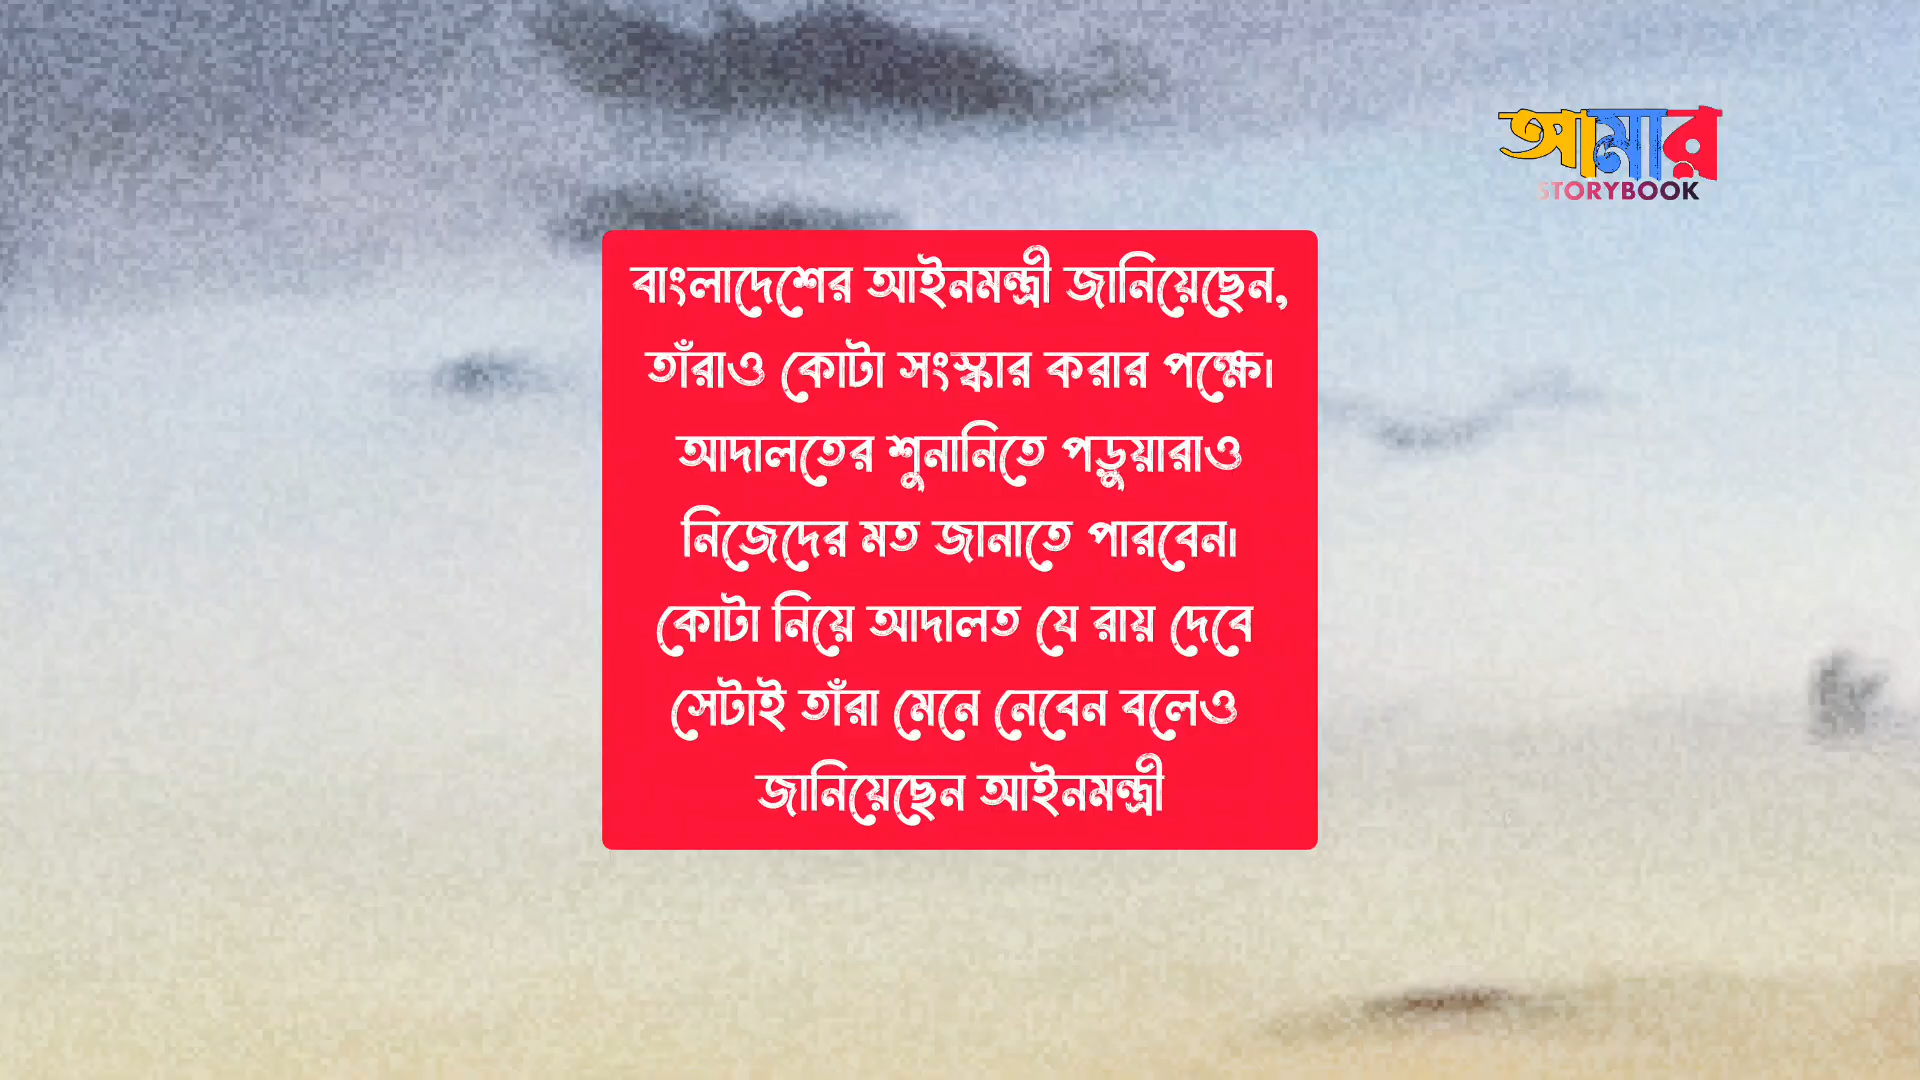 আমার
STORYBOOK
বাংলাদেশের আইনমন্ত্রী জানিয়েছেন,
তাঁরাও কোটা সংস্কার করার পক্ষে।
আদালতের শুনানিতে পড়ুয়ারাও
নিজেদের মত জানাতে পারবেন।
কোটা নিয়ে আদালত যে রায় দেবে
সেটাই তাঁরা মেনে নেবেন বলেও
জানিয়েছেন আইনমন্ত্রী